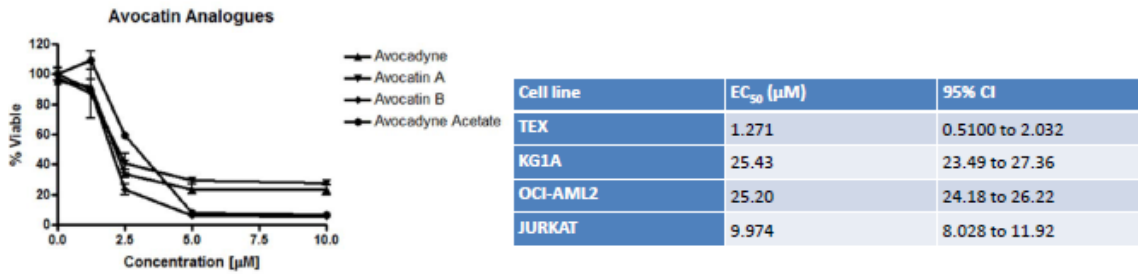 Avocatin Analogues
120
100
80
60
40
20
0
% Viable
0.0 2.5 5.0 7.5 10.0
Concentration [µM]
Avocadyne
Avocatin A
Avocatin B
Avocadyne Acetate
Cell line EC50 (µM) 95% CI
TEX 1.271 0.5100 to 2.032
KG1A 25.43 23.49 to 27.36
OCI-AML2 25.20 24.18 to 26.22
JURKAT 9.974 8.028 to 11.92